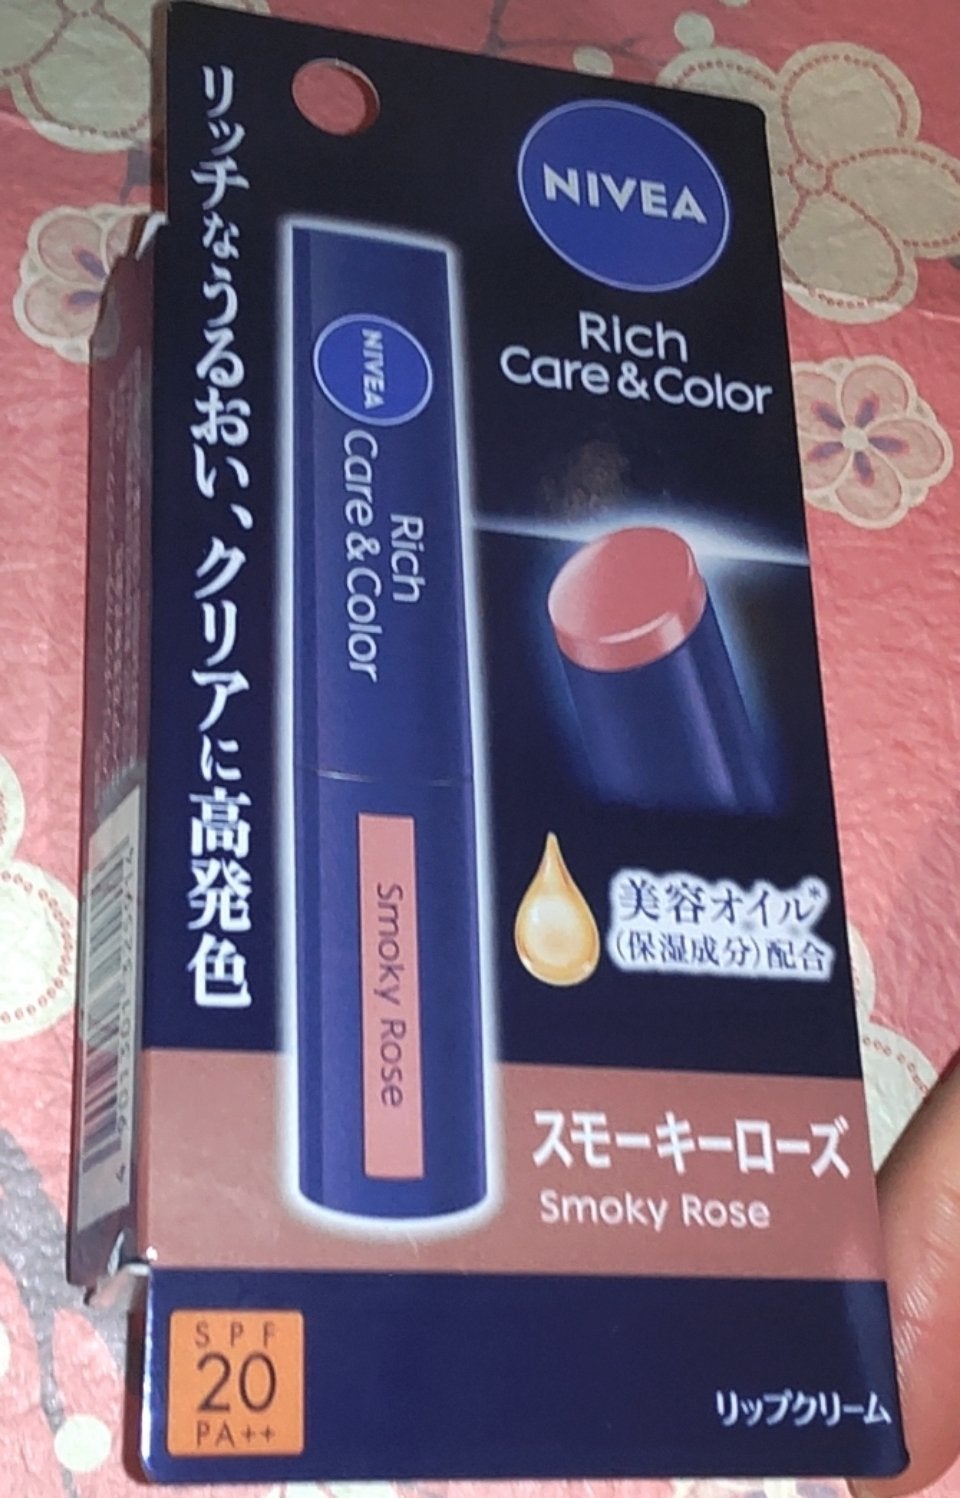 リッチなうるおい、クリアに高発色
NIVEA
Rich
Care & Color
NIVEA
Rich
Care & Color
Smoky Rose
美容オイル*
(保湿成分)配合
スモーキーローズ
Smoky Rose
SPF
20
PA++
リップクリーム